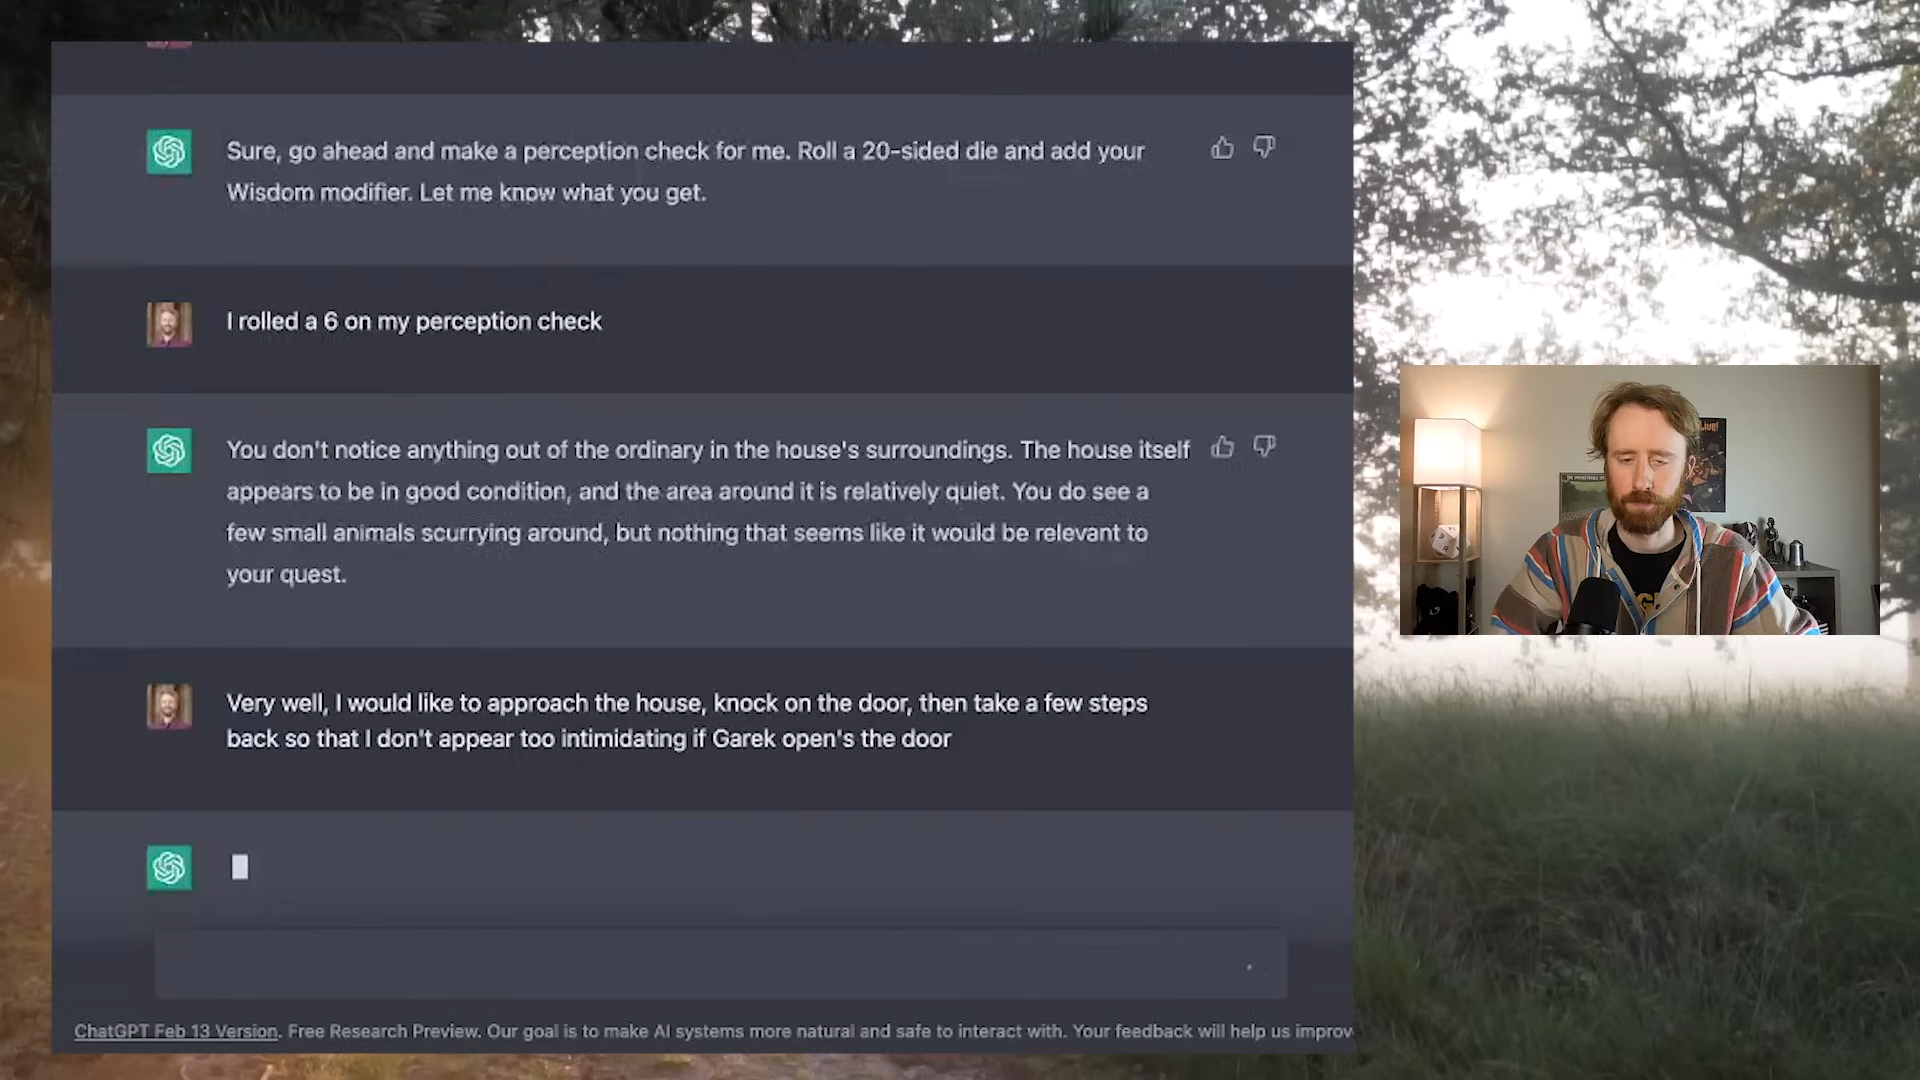 Sure, go ahead and make a perception check for me. Roll a 20-sided die and add your
Wisdom modifier. Let me know what you get.
I rolled a 6 on my perception check
You don't notice anything out of the ordinary in the house's surroundings. The house itself
appears to be in good condition, and the area around it is relatively quiet. You do see a
few small animals scurrying around, but nothing that seems like it would be relevant to
your quest.
Very well, I would like to approach the house, knock on the door, then take a few steps
back so that I don't appear too intimidating if Garek open's the door
ChatGPT Feb 13 Version. Free Research Preview. Our goal is to make AI systems more natural and safe to interact with. Your feedback will help us improv